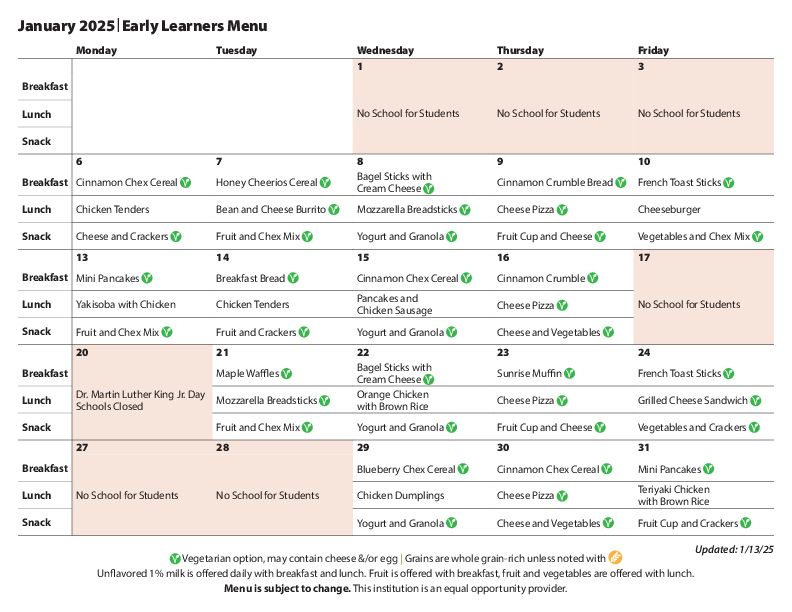 January 2025 | Early Learners Menu
Monday Tuesday Wednesday Thursday Friday
1 2 3
Breakfast
Lunch No School for Students No School for Students No School for Students
Snack
6 7 8 9 10
Breakfast Cinnamon Chex Cereal V Honey Cheerios Cereal V Bagel Sticks with Cream Cheese V Cinnamon Crumble Bread V French Toast Sticks V
Lunch Chicken Tenders Bean and Cheese Burrito V Mozzarella Breadsticks V Cheese Pizza V Cheeseburger
Snack Cheese and Crackers V Fruit and Chex Mix V Yogurt and Granola V Fruit Cup and Cheese V Vegetables and Chex Mix V
13 14 15 16 17
Breakfast Mini Pancakes V Breakfast Bread V Cinnamon Chex Cereal V Cinnamon Crumble V
Lunch Yakisoba with Chicken Chicken Tenders Pancakes and Chicken Sausage Cheese Pizza V No School for Students
Snack Fruit and Chex Mix V Fruit and Crackers V Yogurt and Granola V Cheese and Vegetables V
20 21 22 23 24
Breakfast Maple Waffles V Bagel Sticks with Cream Cheese V Sunrise Muffin V French Toast Sticks V
Lunch Dr. Martin Luther King Jr. Day Schools Closed Mozzarella Breadsticks V Orange Chicken with Brown Rice Cheese Pizza V Grilled Cheese Sandwich V
Snack Fruit and Chex Mix V Yogurt and Granola V Fruit Cup and Cheese V Vegetables and Crackers V
27 28 29 30 31
Breakfast Blueberry Chex Cereal V Cinnamon Chex Cereal V Mini Pancakes V
Lunch No School for Students No School for Students Chicken Dumplings Cheese Pizza V Teriyaki Chicken with Brown Rice
Snack Yogurt and Granola V Cheese and Vegetables V Fruit Cup and Crackers V
Updated: 1/13/25
V Vegetarian option, may contain cheese &/or egg | Grains are whole grain-rich unless noted with
Unflavored 1% milk is offered daily with breakfast and lunch. Fruit is offered with breakfast, fruit and vegetables are offered with lunch.
Menu is subject to change. This institution is an equal opportunity provider.